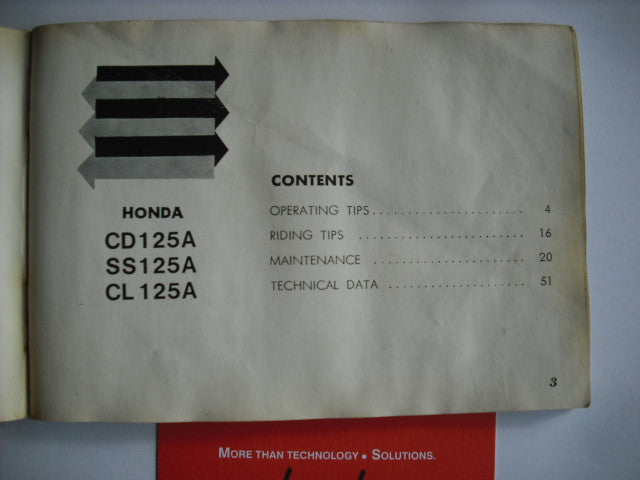 HONDA
CD125A
SS125A
CL125A
CONTENTS
OPERATING TIPS ....................... 4
RIDING TIPS ......................... 16
MAINTENANCE ....................... 20
TECHNICAL DATA ..................... 51
3
MORE THAN TECHNOLOGY • SOLUTIONS.